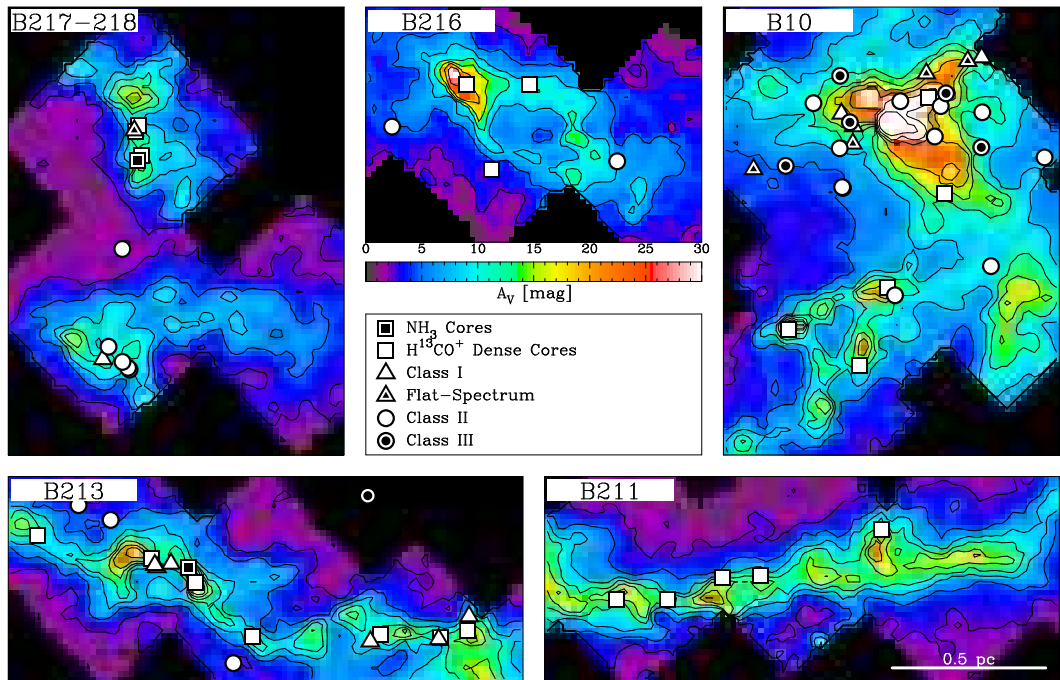 B217-218
B216
B10
0 5 10 15 20 25 30
A_V [mag]
NH₃ Cores
H¹³CO⁺ Dense Cores
Class I
Flat-Spectrum
Class II
Class III
B213
B211
0.5 pc